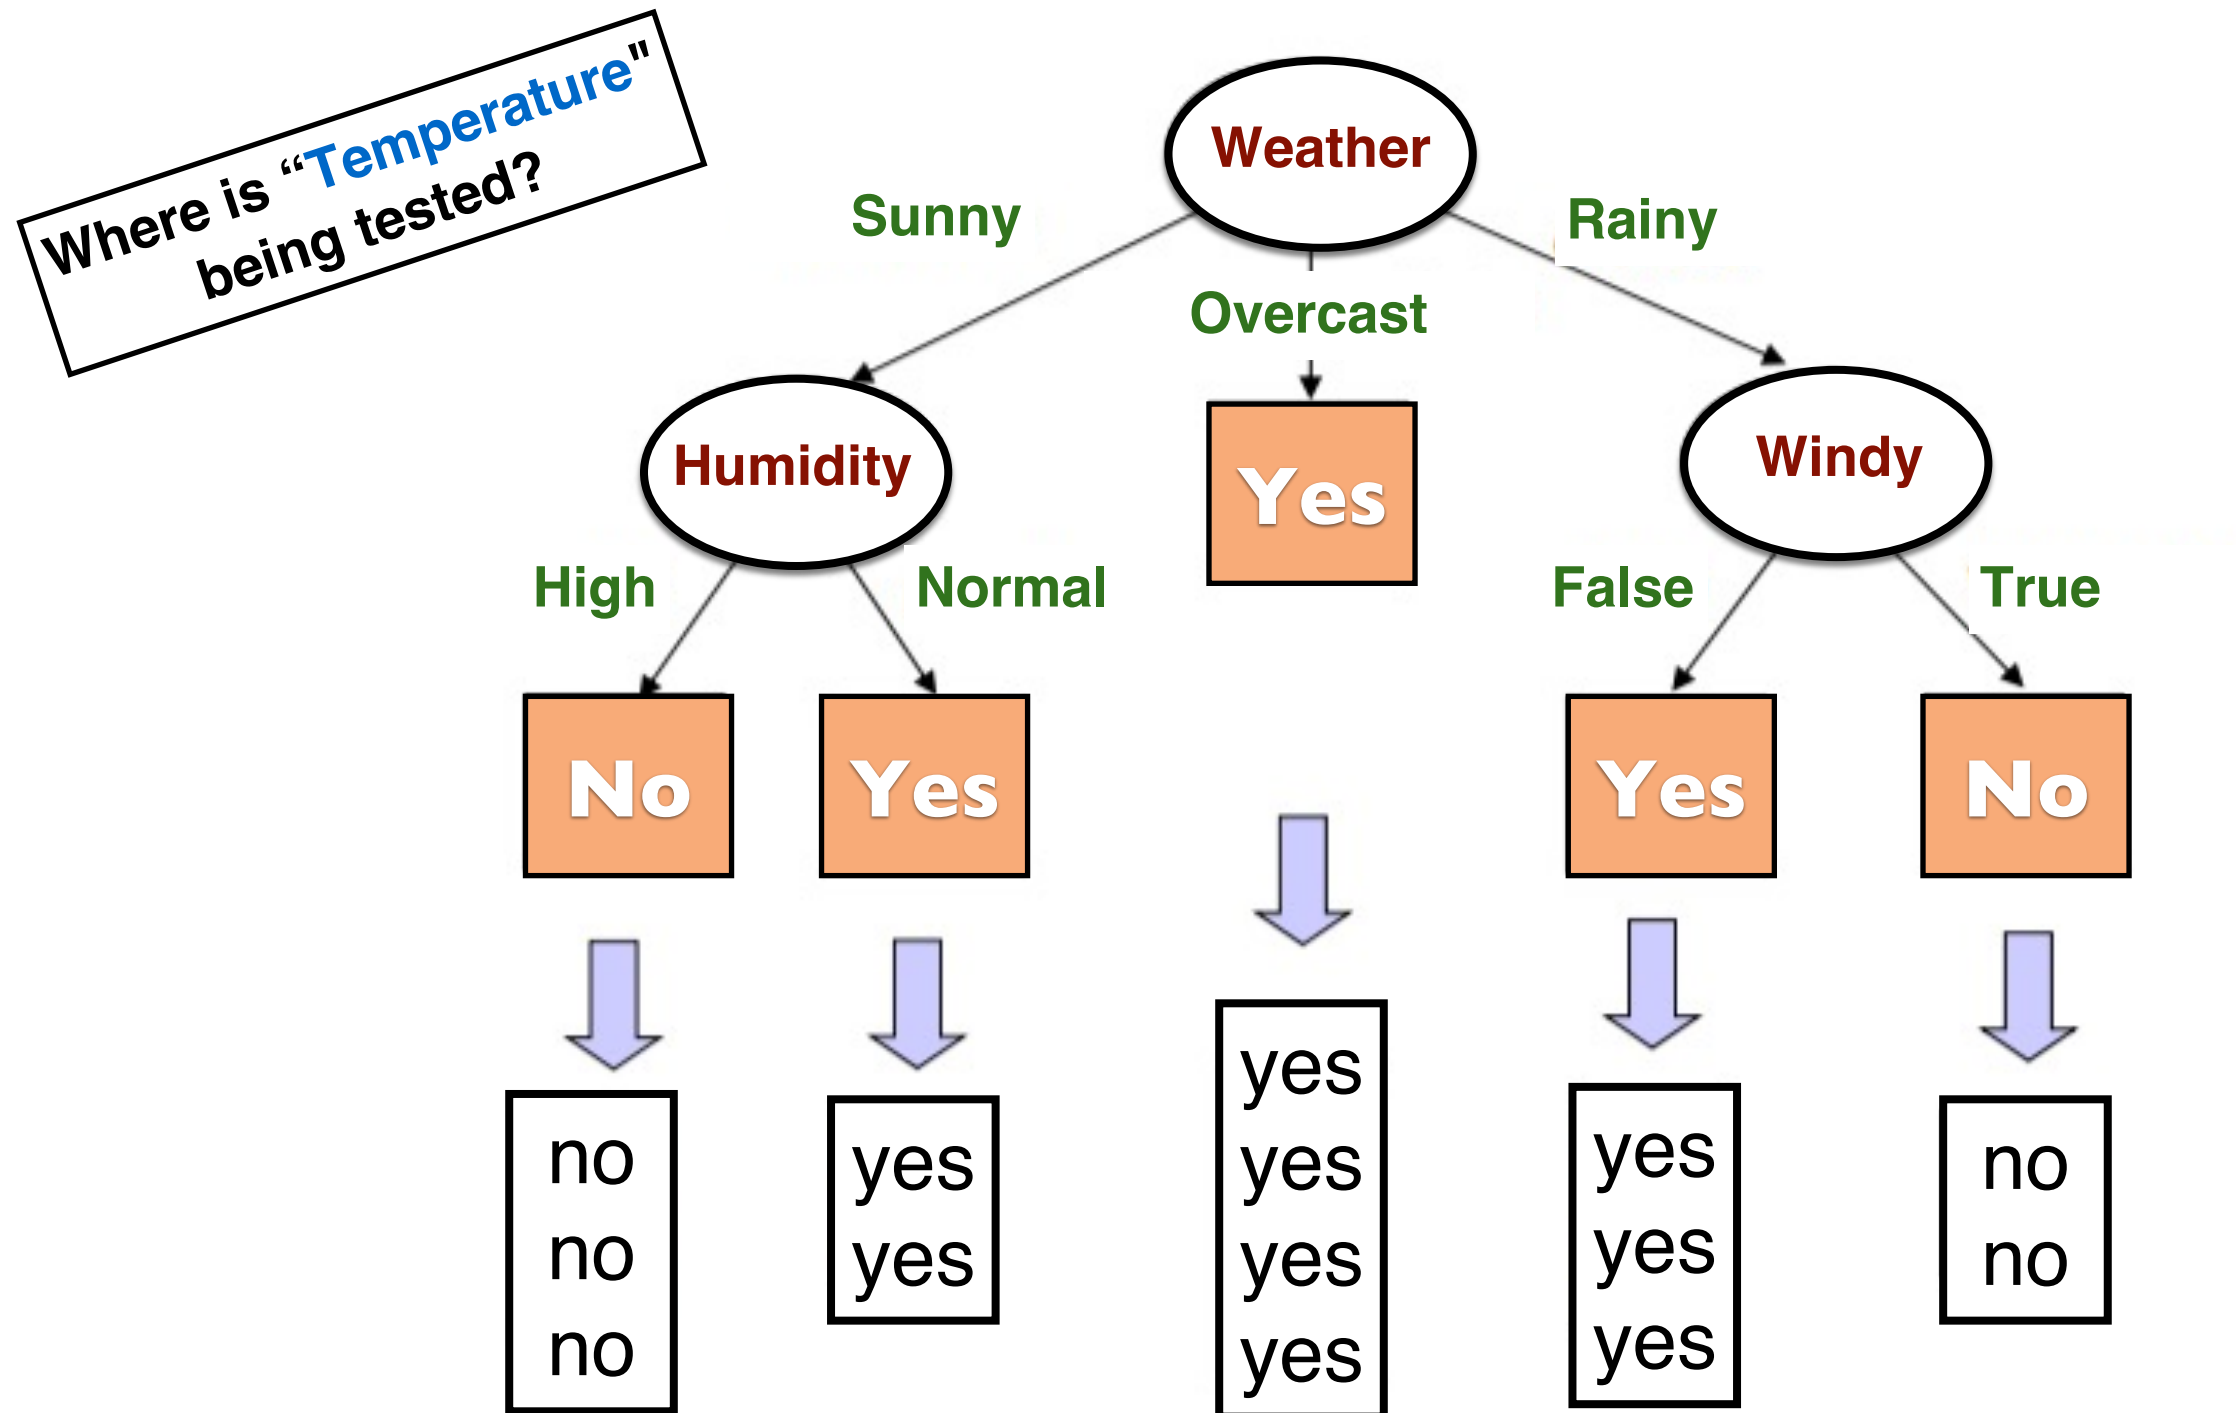 Where is “Temperature"
being tested?
Weather
Sunny
Overcast
Rainy
Humidity
Yes
Windy
High
Normal
False
True
No
Yes
Yes
No
no
no
no
yes
yes
yes
yes
yes
yes
yes
yes
yes
no
no